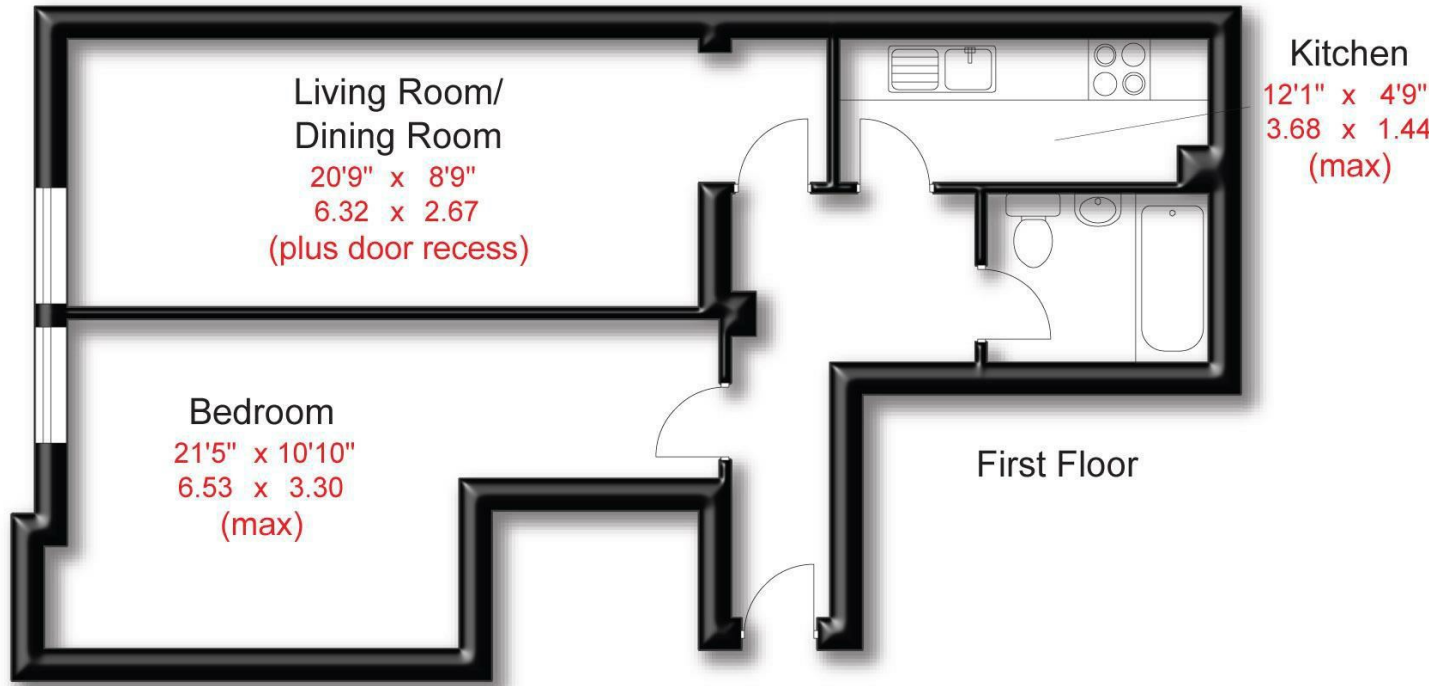 Living Room/
Dining Room
20'9" x 8'9"
6.32 x 2.67
(plus door recess)
Kitchen
12'1" x 4'9"
3.68 x 1.44
(max)
Bedroom
21'5" x 10'10"
6.53 x 3.30
(max)
First Floor